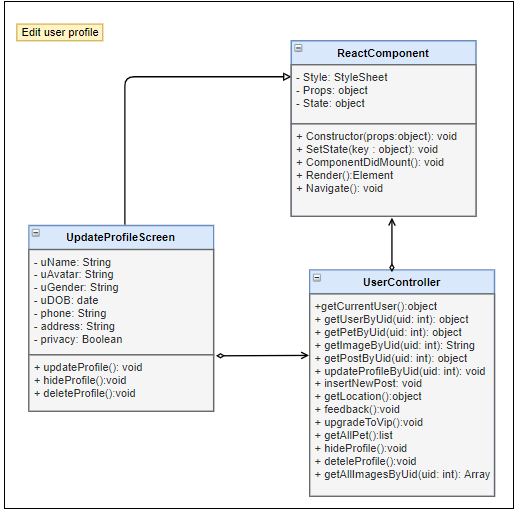 Edit user profile
ReactComponent
- Style: StyleSheet
- Props: object
- State: object
+ Constructor(props:object): void
+ SetState(key : object): void
+ ComponentDidMount(): void
+ Render():Element
+ Navigate(): void
UpdateProfileScreen
- uName: String
- uAvatar: String
- uGender: String
- uDOB: date
- phone: String
- address: String
- privacy: Boolean
+ updateProfile(): void
+ hideProfile():void
+ deleteProfile():void
UserController
+getCurrentUser():object
+ getUserByUid(uid: int): object
+ getPetByUid(uid: int): object
+ getImageByUid(uid: int): String
+ getPostByUid(uid: int): object
+ updateProfileByUid(uid: int): void
+ insertNewPost: void
+ getLocation():object
+ feedback():void
+ upgradeToVip():void
+ getAllPet():list
+ hideProfile():void
+ deteleProfile():void
+ getAllImagesByUid(uid: int): Array